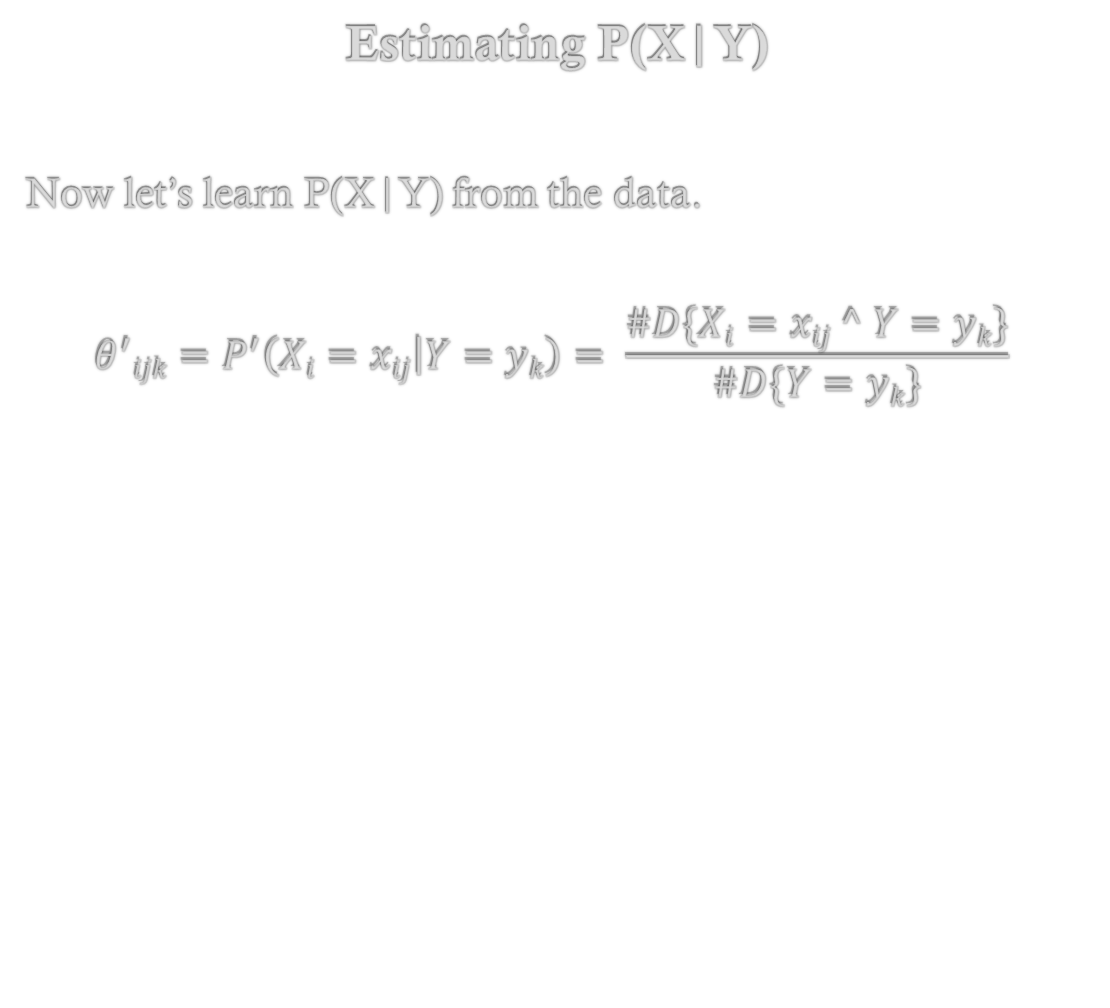 Estimating P(X|Y)
Now let’s learn P(X|Y) from the data.
θ′ijk = P′(Xi = xij|Y = yk) = #D{Xi = xij ^ Y = yk}
#D{Y = yk}